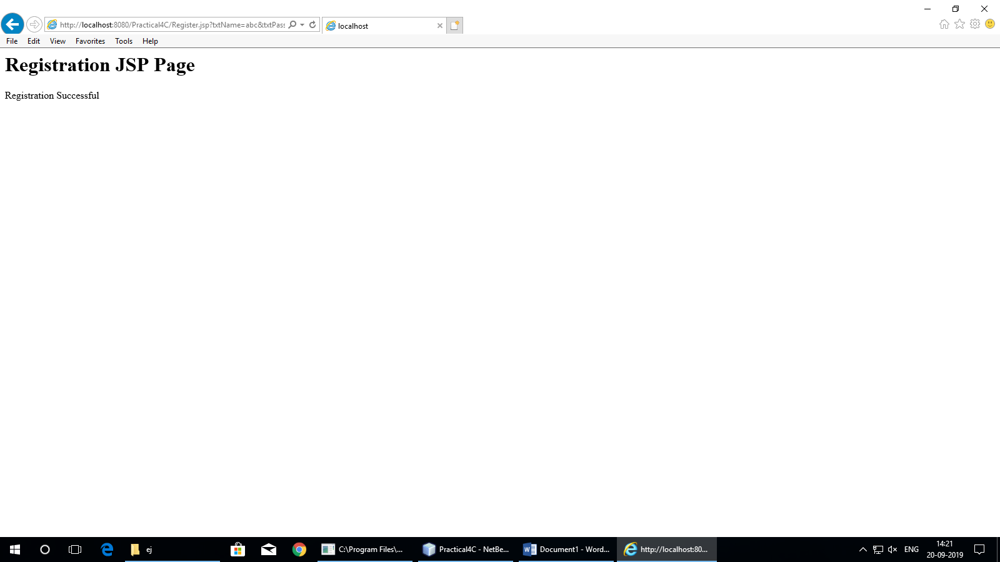 http://localhost:8080/Practical4C/Register.jsp?txtName=abc&txtPass
localhost
File Edit View Favorites Tools Help
Registration JSP Page
Registration Successful
ej
C:\Program Files\...
Practical4C - NetBe...
Document1 - Word...
http://localhost:80...
ENG
14:21
20-09-2019